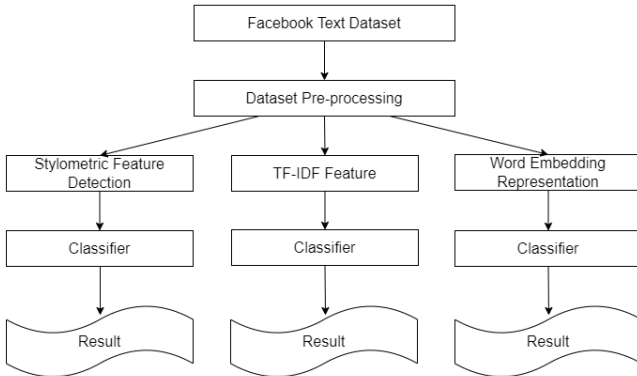 Facebook Text Dataset
Dataset Pre-processing
Stylometric Feature
Detection
TF-IDF Feature
Word Embedding
Representation
Classifier
Classifier
Classifier
Result
Result
Result